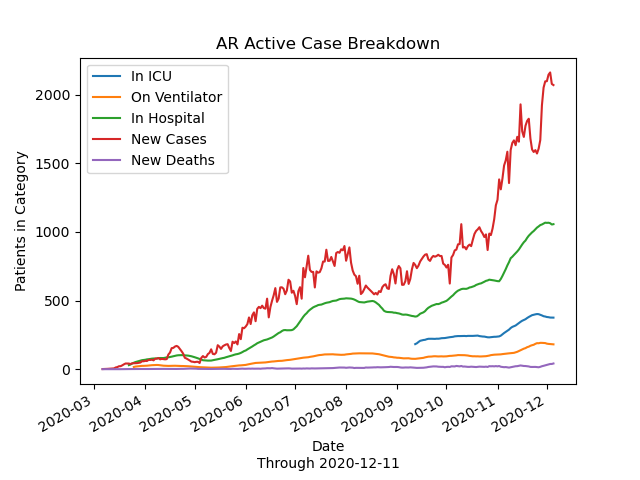 AR Active Case Breakdown
In ICU
On Ventilator
In Hospital
New Cases
New Deaths
Patients in Category
2000
1500
1000
500
0
2020-03
2020-04
2020-05
2020-06
2020-07
2020-08
2020-09
2020-10
2020-11
2020-12
Date
Through 2020-12-11